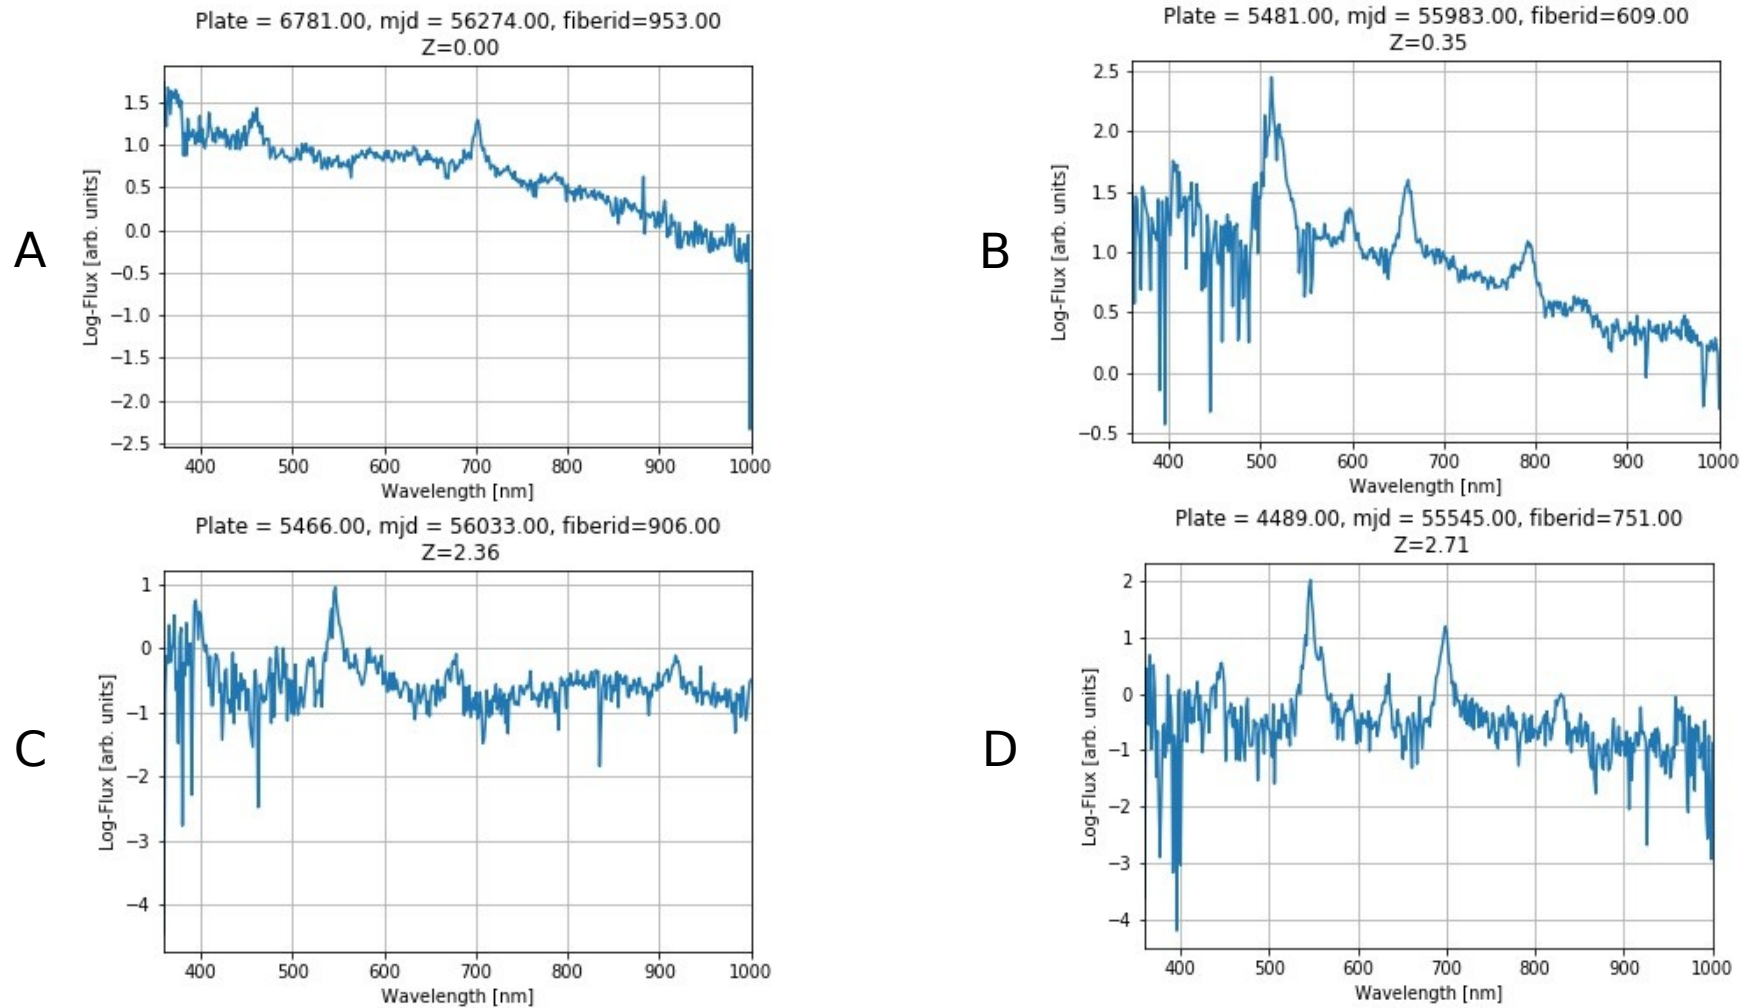 A
Plate = 6781.00, mjd = 56274.00, fiberid=953.00
Z=0.00
Log-Flux [arb. units]
1.5
1.0
0.5
0.0
−0.5
−1.0
−1.5
−2.0
−2.5
400 500 600 700 800 900 1000
Wavelength [nm]
B
Plate = 5481.00, mjd = 55983.00, fiberid=609.00
Z=0.35
Log-Flux [arb. units]
2.5
2.0
1.5
1.0
0.5
0.0
−0.5
400 500 600 700 800 900 1000
Wavelength [nm]
C
Plate = 5466.00, mjd = 56033.00, fiberid=906.00
Z=2.36
Log-Flux [arb. units]
1
0
−1
−2
−3
−4
400 500 600 700 800 900 1000
Wavelength [nm]
D
Plate = 4489.00, mjd = 55545.00, fiberid=751.00
Z=2.71
Log-Flux [arb. units]
2
1
0
−1
−2
−3
−4
400 500 600 700 800 900 1000
Wavelength [nm]